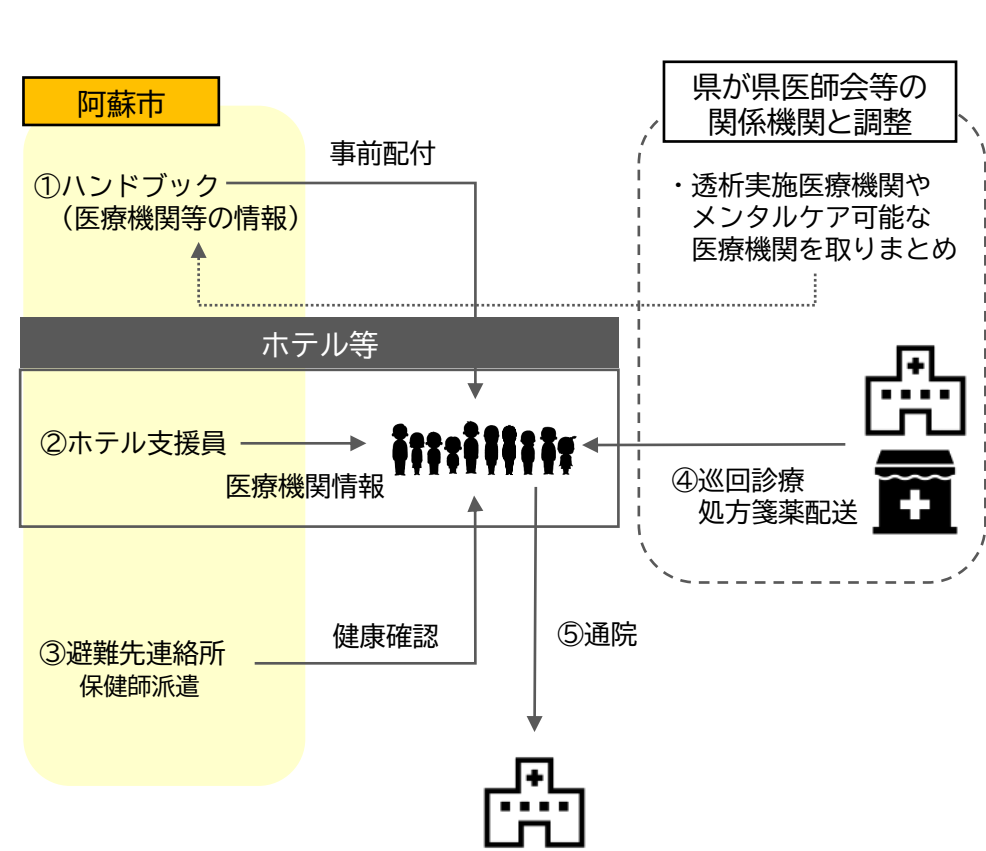 阿蘇市
県が県医師会等の
関係機関と調整
事前配付
①ハンドブック
（医療機関等の情報）
・透析実施医療機関や
メンタルケア可能な
医療機関を取りまとめ
ホテル等
②ホテル支援員
医療機関情報
④巡回診療
処方箋薬配送
③避難先連絡所
保健師派遣
健康確認
⑤通院